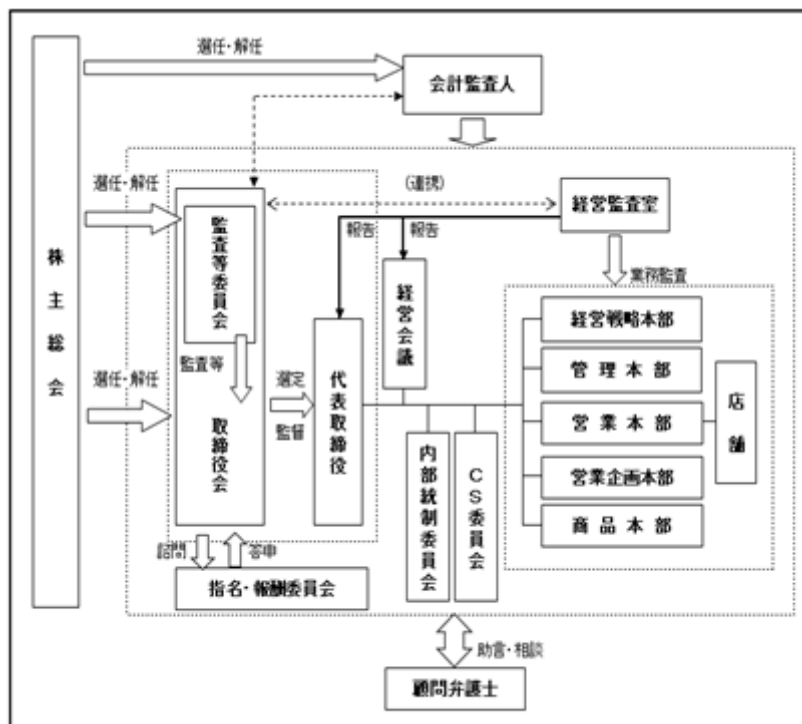 選任・解任
会計監査人
株主総会
選任・解任
(連携)
経営監査室
監査等委員会
報告
報告
業務監査
経営会議
経営戦略本部
監査等
選定
代表取締役
管理本部
店舗
選任・解任
取締役会
監督
営業本部
内部統制委員会
CS委員会
営業企画本部
商品本部
諮問
答申
指名・報酬委員会
助言・相談
顧問弁護士